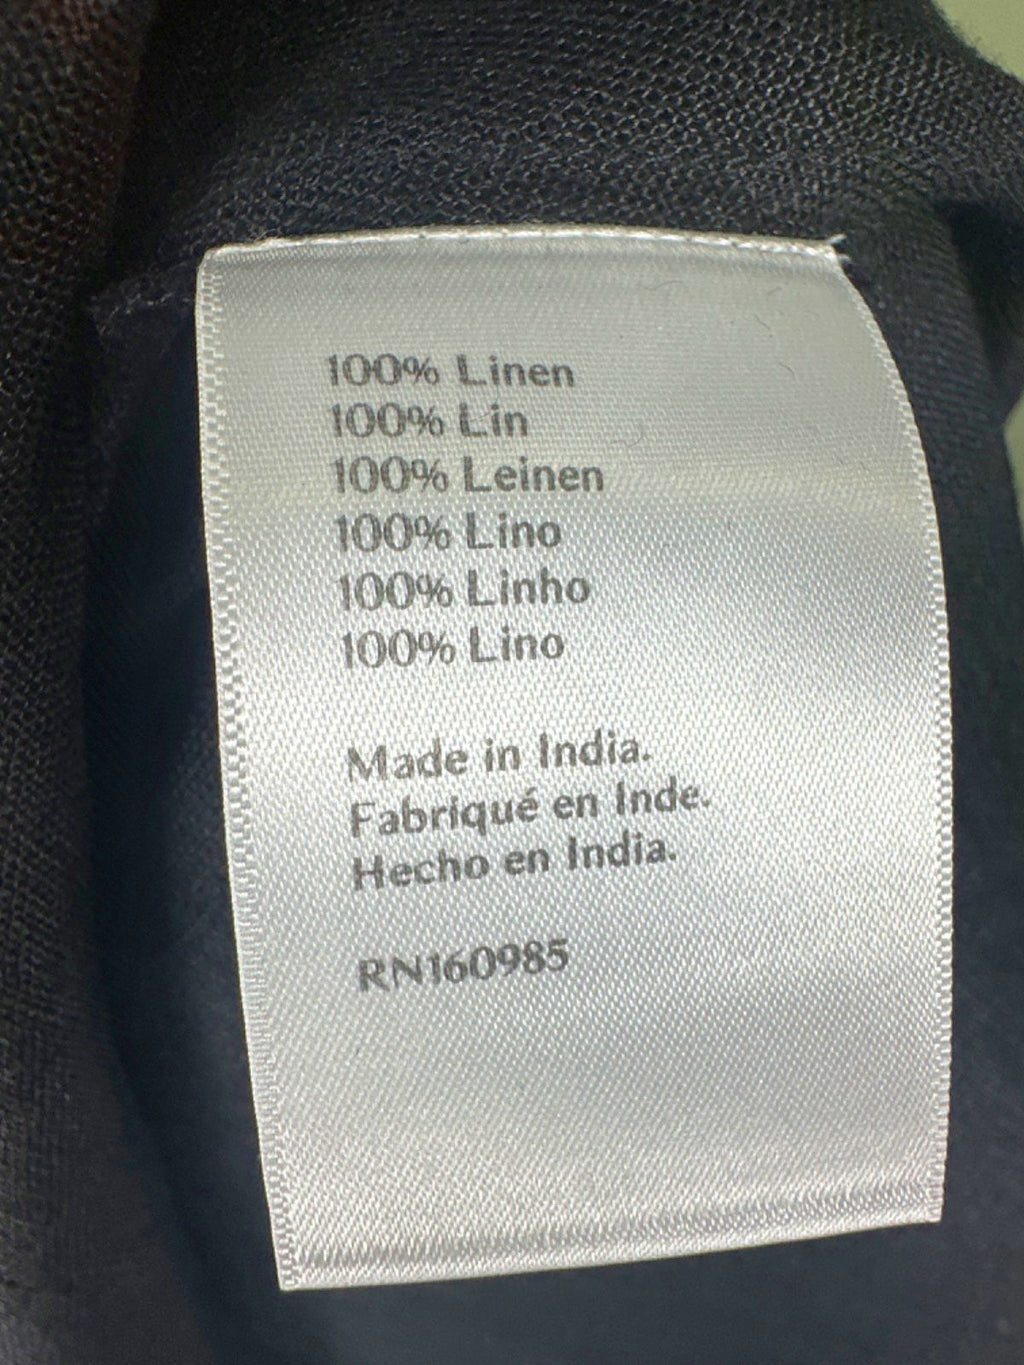 100% Linen
100% Lin
100% Leinen
100% Lino
100% Linho
100% Lino
Made in India.
Fabriqué en Inde.
Hecho en India.
RN160985